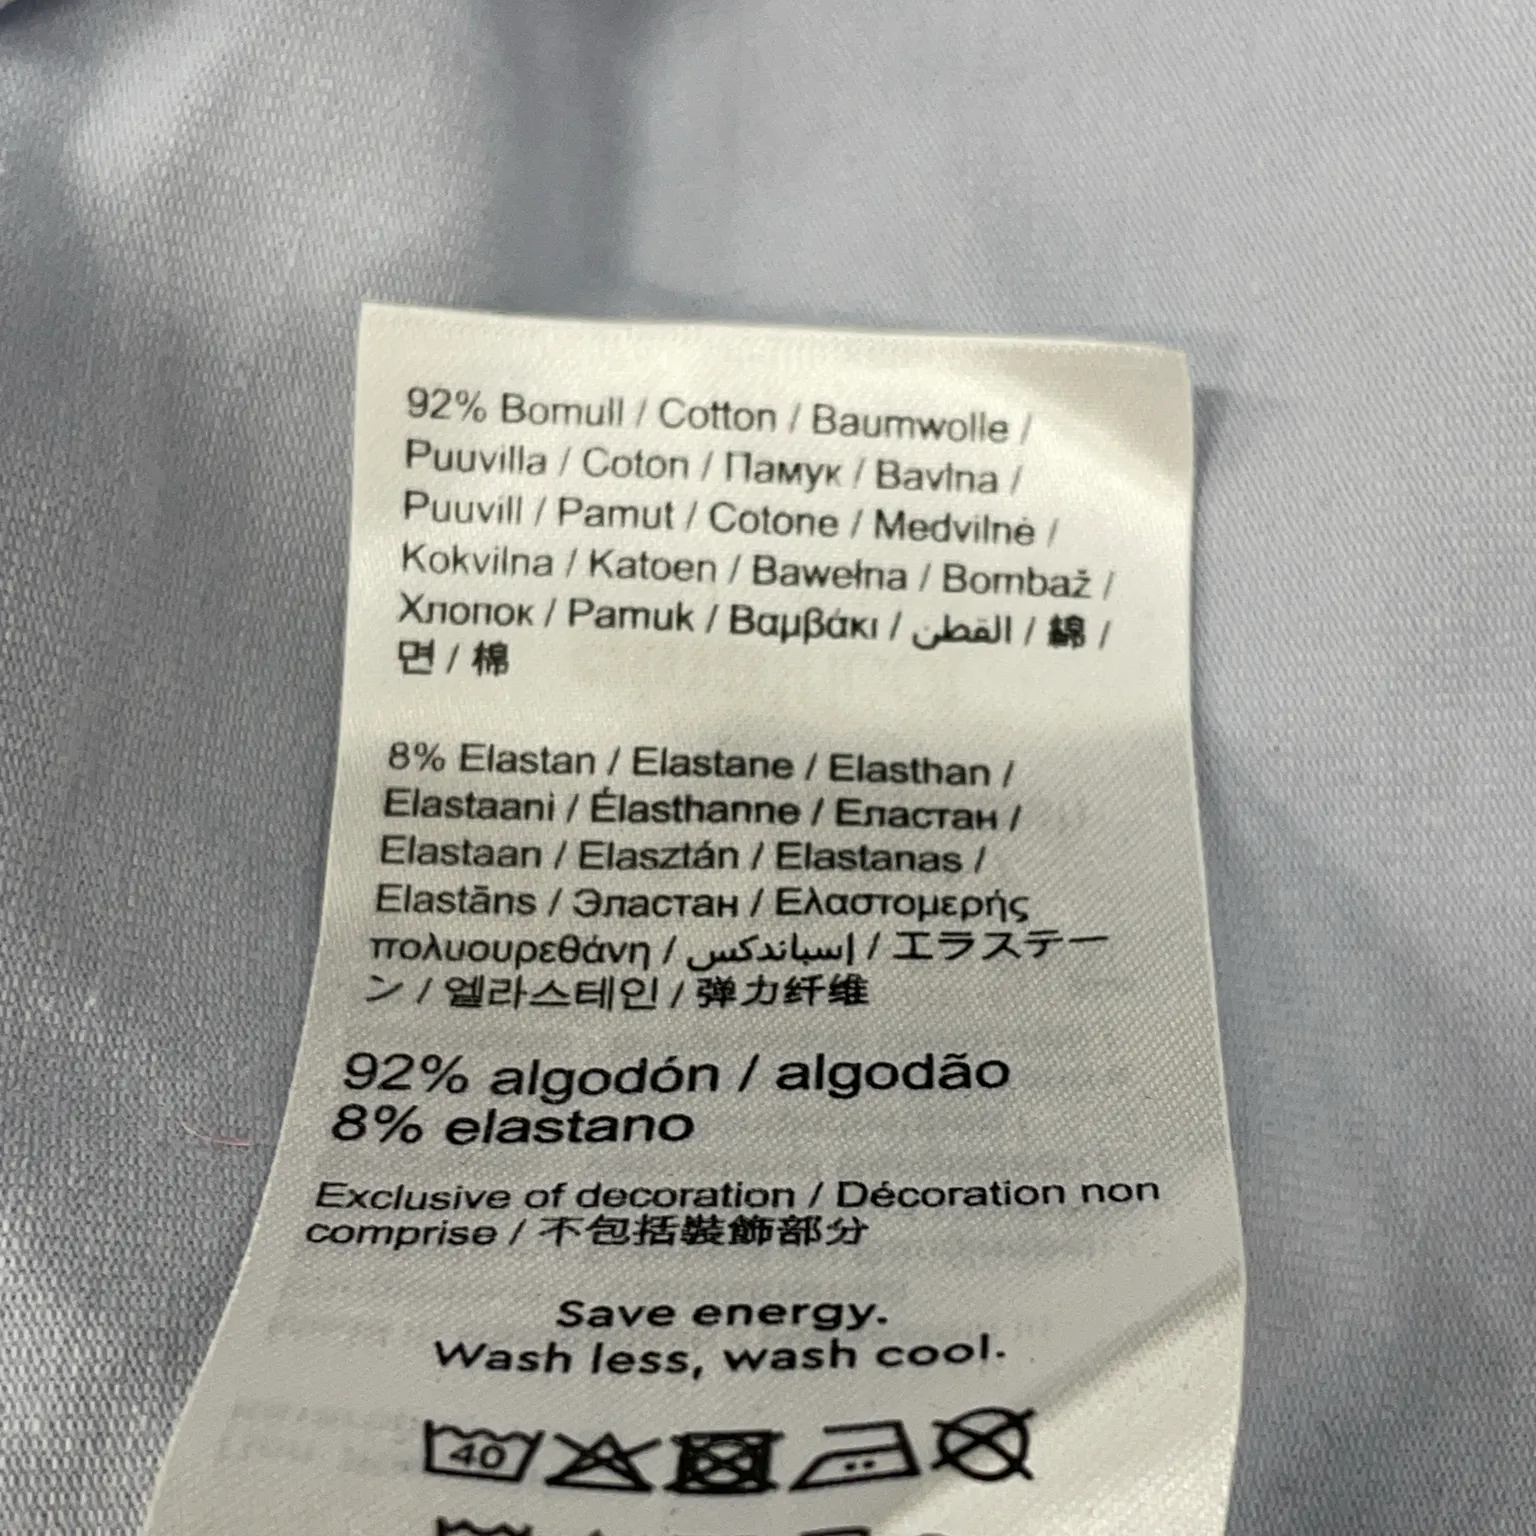 92% Bomull / Cotton / Baumwolle /
Puuvilla / Coton / Памук / Bavlna /
Puuvill / Pamut / Cotone / Medvilnė /
Kokvilna / Katoen / Bawełna / Bombaž /
Хлопок / Pamuk / Βαμβάκι / القطن / 綿 /
면 / 棉
8% Elastan / Elastane / Elasthan /
Elastaani / Élasthanne / Еластан /
Elastaan / Elasztán / Elastanas /
Elastāns / Эластан / Ελαστομερής
πολυουρεθάνη / إسباندكس / エラステー
ン / 엘라스테인 / 弹力纤维
92% algodón / algodão
8% elastano
Exclusive of decoration / Décoration non
comprise / 不包括裝飾部分
Save energy.
Wash less, wash cool.
40